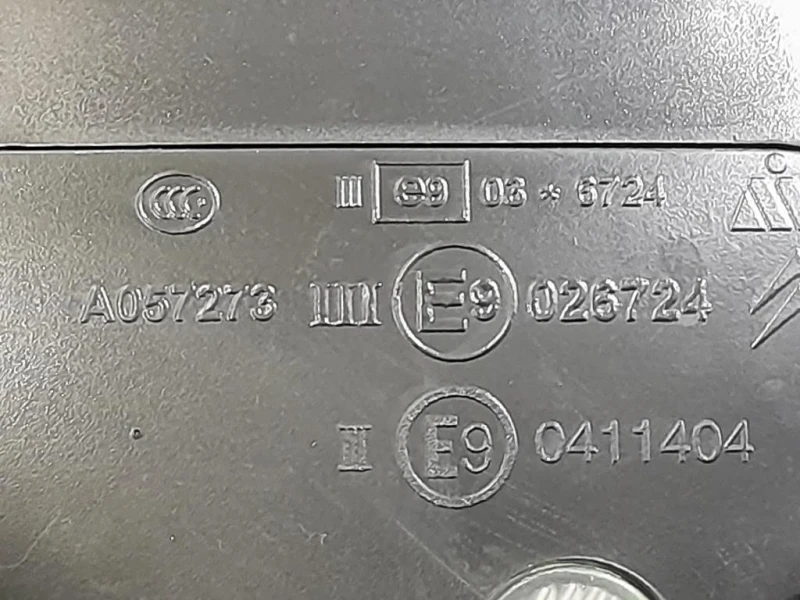 CCC III e9 03 * 6724
A057273 III E9 026724
II E9 0411404